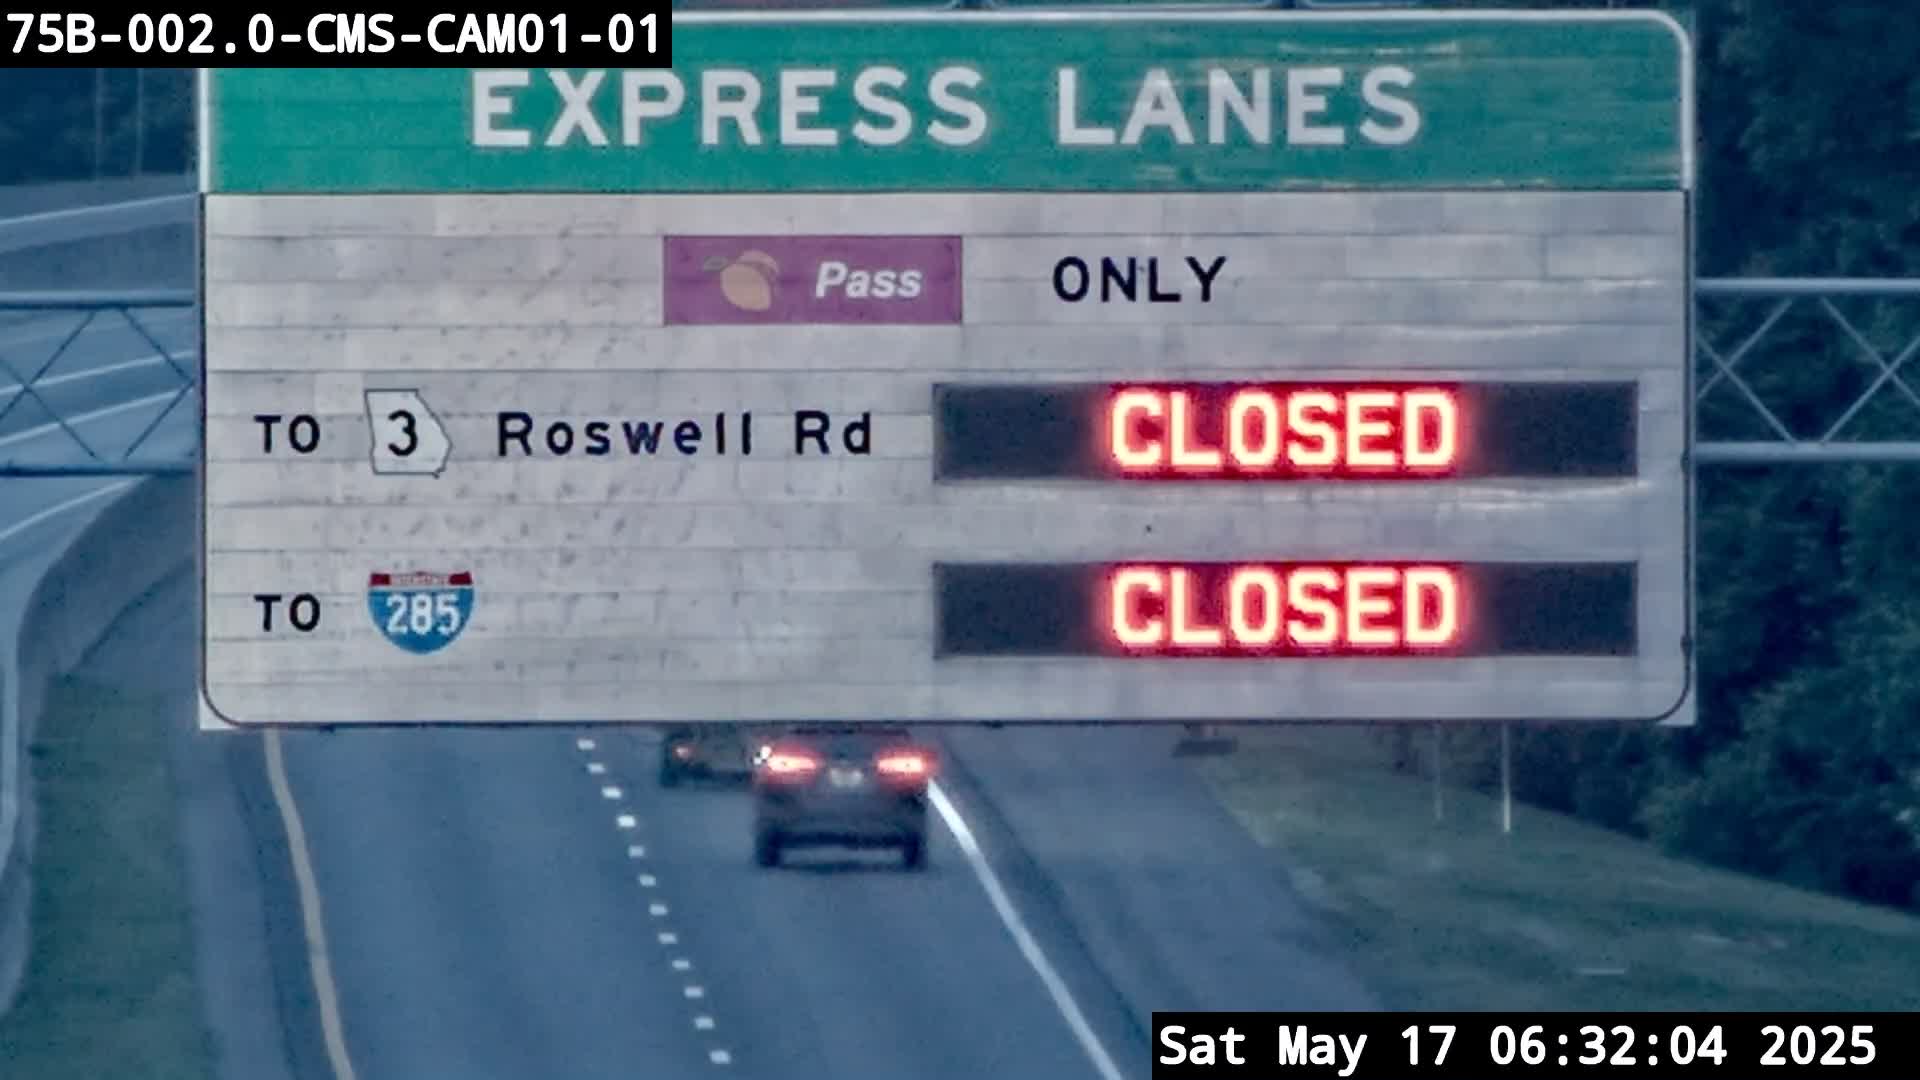 75B-002.0-CMS-CAM01-01
EXPRESS LANES
Pass ONLY
TO 3 Roswell Rd CLOSED
TO 285 CLOSED
Sat May 17 06:32:04 2025